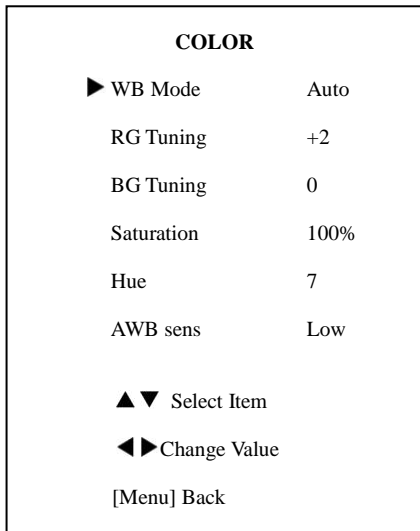 COLOR
▶ WB Mode Auto
RG Tuning +2
BG Tuning 0
Saturation 100%
Hue 7
AWB sens Low
▲▼ Select Item
◀▶Change Value
[Menu] Back